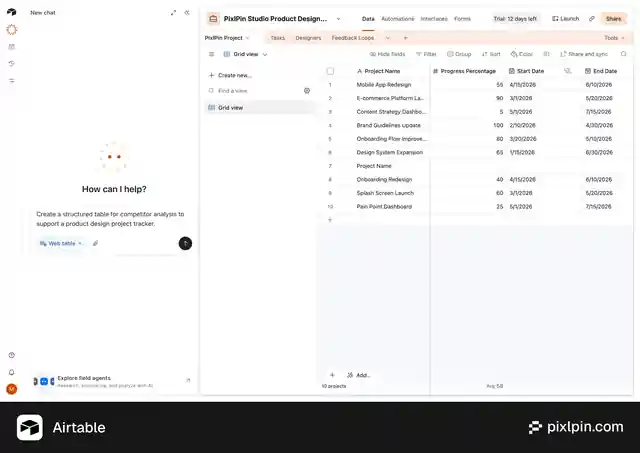 New chat
PixlPin Studio Product Design...
Data
Automations
Interfaces
Forms
Trial: 12 days left
Launch
Share
PixlPin Project
Tasks
Designers
Feedback Loops
Tools
Grid view
Hide fields
Filter
Group
Sort
Color
Share and sync
Create new...
Find a view
Grid view
Project Name
Progress Percentage
Start Date
End Date
1 Mobile App Redesign 55 4/15/2026 6/10/2026
2 E-commerce Platform La... 90 3/1/2026 5/20/2026
3 Content Strategy Dashbo... 5 5/1/2026 7/15/2026
4 Brand Guidelines Update 100 2/10/2026 4/30/2026
5 Onboarding Flow Improve... 80 3/20/2026 5/10/2026
6 Design System Expansion 65 1/15/2026 6/30/2026
7 Project Name
8 Onboarding Redesign 40 4/15/2026 6/10/2026
9 Splash Screen Launch 60 3/1/2026 5/20/2026
10 Pain Point Dashboard 25 5/1/2026 7/15/2026
How can I help?
Create a structured table for competitor analysis to
support a product design project tracker.
Web table
Add...
10 projects
Avg 58
Explore field agents
Research, summarize, and analyze with AI
M
Airtable
pixlpin.com